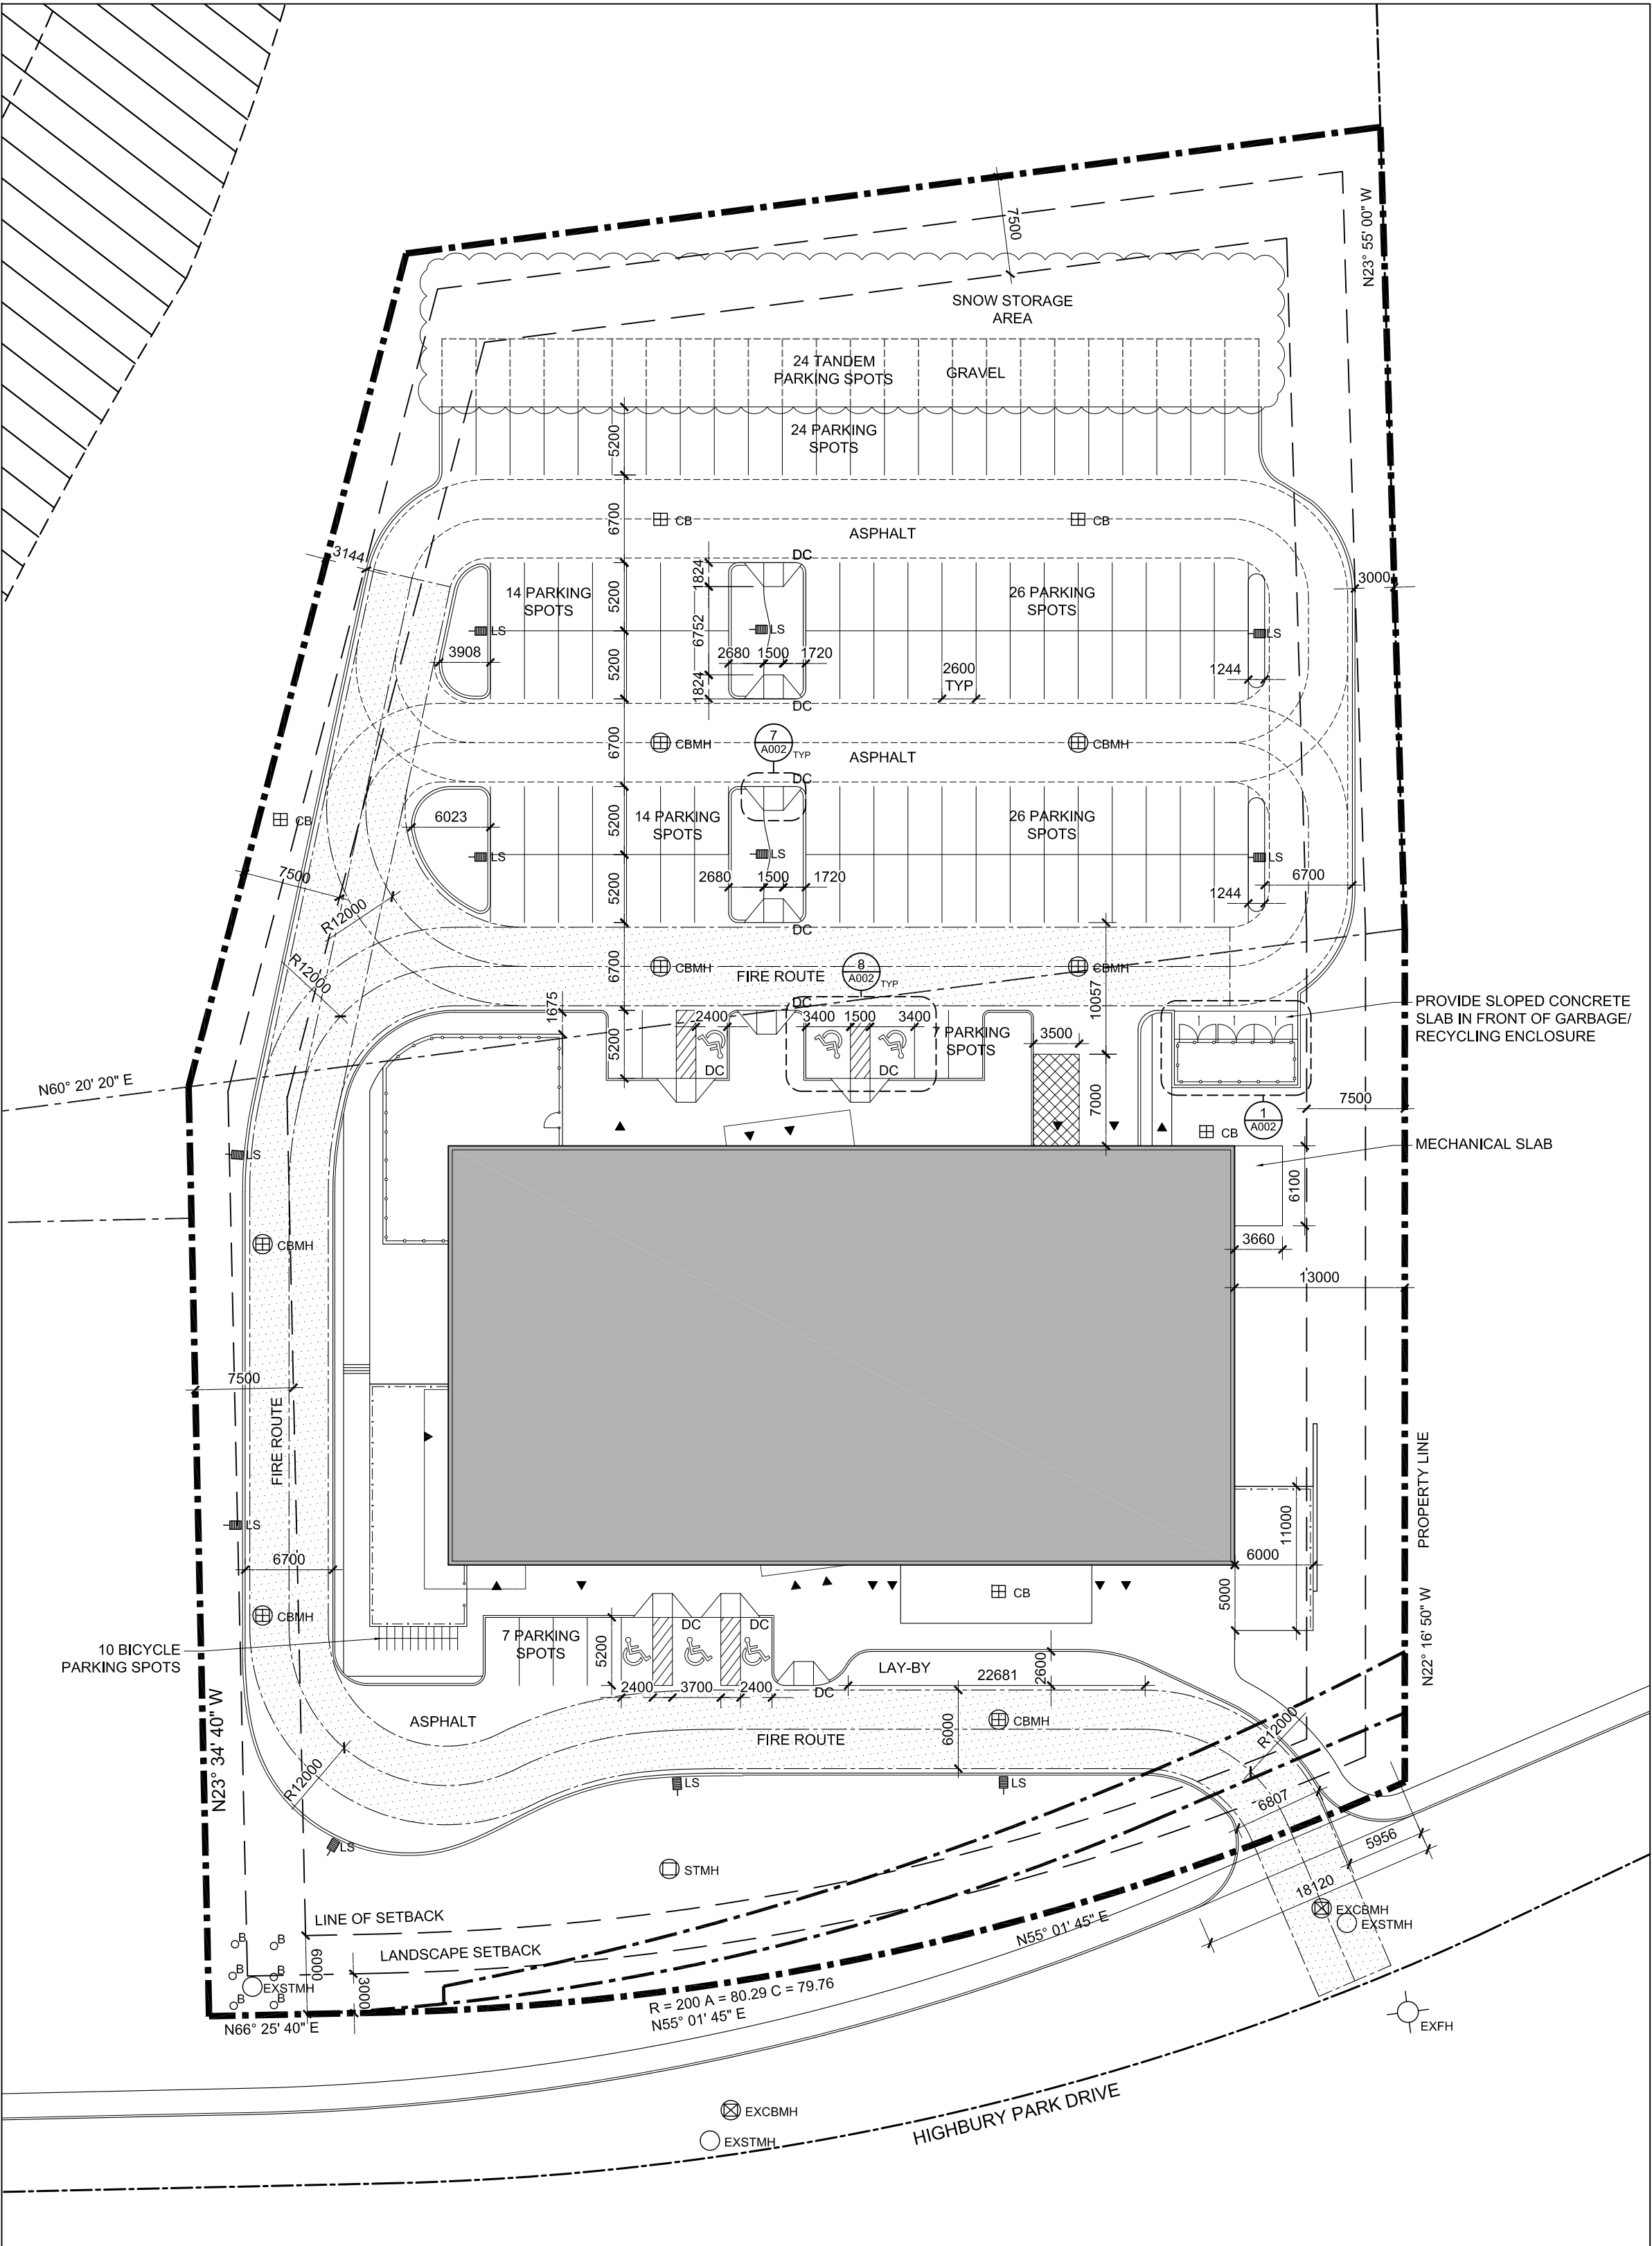 7500
N23° 55' 00" W
SNOW STORAGE
AREA
24 TANDEM
PARKING SPOTS
GRAVEL
24 PARKING
SPOTS
5200
6700
CB
CB
ASPHALT
3144
DC
3000
14 PARKING
SPOTS
5200
1824
26 PARKING
SPOTS
LS
6752
LS
LS
3908
5200
2680
1500
1720
2600
TYP
1244
1824
DC
6700
CBMH
7
A002
TYP
CBMH
ASPHALT
DC
CB
6023
14 PARKING
SPOTS
5200
26 PARKING
SPOTS
LS
LS
LS
7500
5200
2680
1500
1720
6700
1244
R12000
DC
R12000
6700
CBMH
FIRE ROUTE
8
A002
TYP
CBMH
10057
1675
DC
PROVIDE SLOPED CONCRETE
SLAB IN FRONT OF GARBAGE/
RECYCLING ENCLOSURE
2400
3400
1500
3400
7 PARKING
SPOTS
3500
5200
DC
DC
N60° 20' 20" E
7000
7500
1
A002
CB
MECHANICAL SLAB
LS
6100
CBMH
3660
13000
7500
FIRE ROUTE
PROPERTY LINE
LS
11000
6700
6000
5000
CB
CBMH
N22° 16' 50" W
10 BICYCLE
PARKING SPOTS
7 PARKING
SPOTS
5200
DC
DC
LAY-BY
22681
2600
2400
3700
2400
DC
N23° 34' 40" W
ASPHALT
FIRE ROUTE
6000
CBMH
R12000
R12000
LS
LS
6807
LS
5956
STMH
18120
EXCBMH
EXSTMH
LINE OF SETBACK
N55° 01' 45" E
LANDSCAPE SETBACK
B
B
B
B
B
B
EXSTMH
6000
3000
R = 200 A = 80.29 C = 79.76
N55° 01' 45" E
N66° 25' 40" E
EXFH
EXCBMH
EXSTMH
HIGHBURY PARK DRIVE